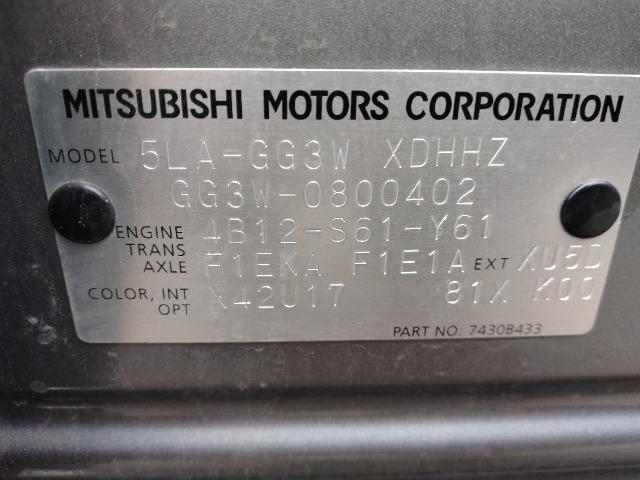 MITSUBISHI MOTORS CORPORATION
MODEL 5LA-GG3W XDHHZ
GG3W-0800402
ENGINE 4B12-S61-Y61
TRANS
AXLE F1EKA F1E1A EXT XU5D
COLOR, INT X42U17 81X K00
OPT
PART NO: 7430B433